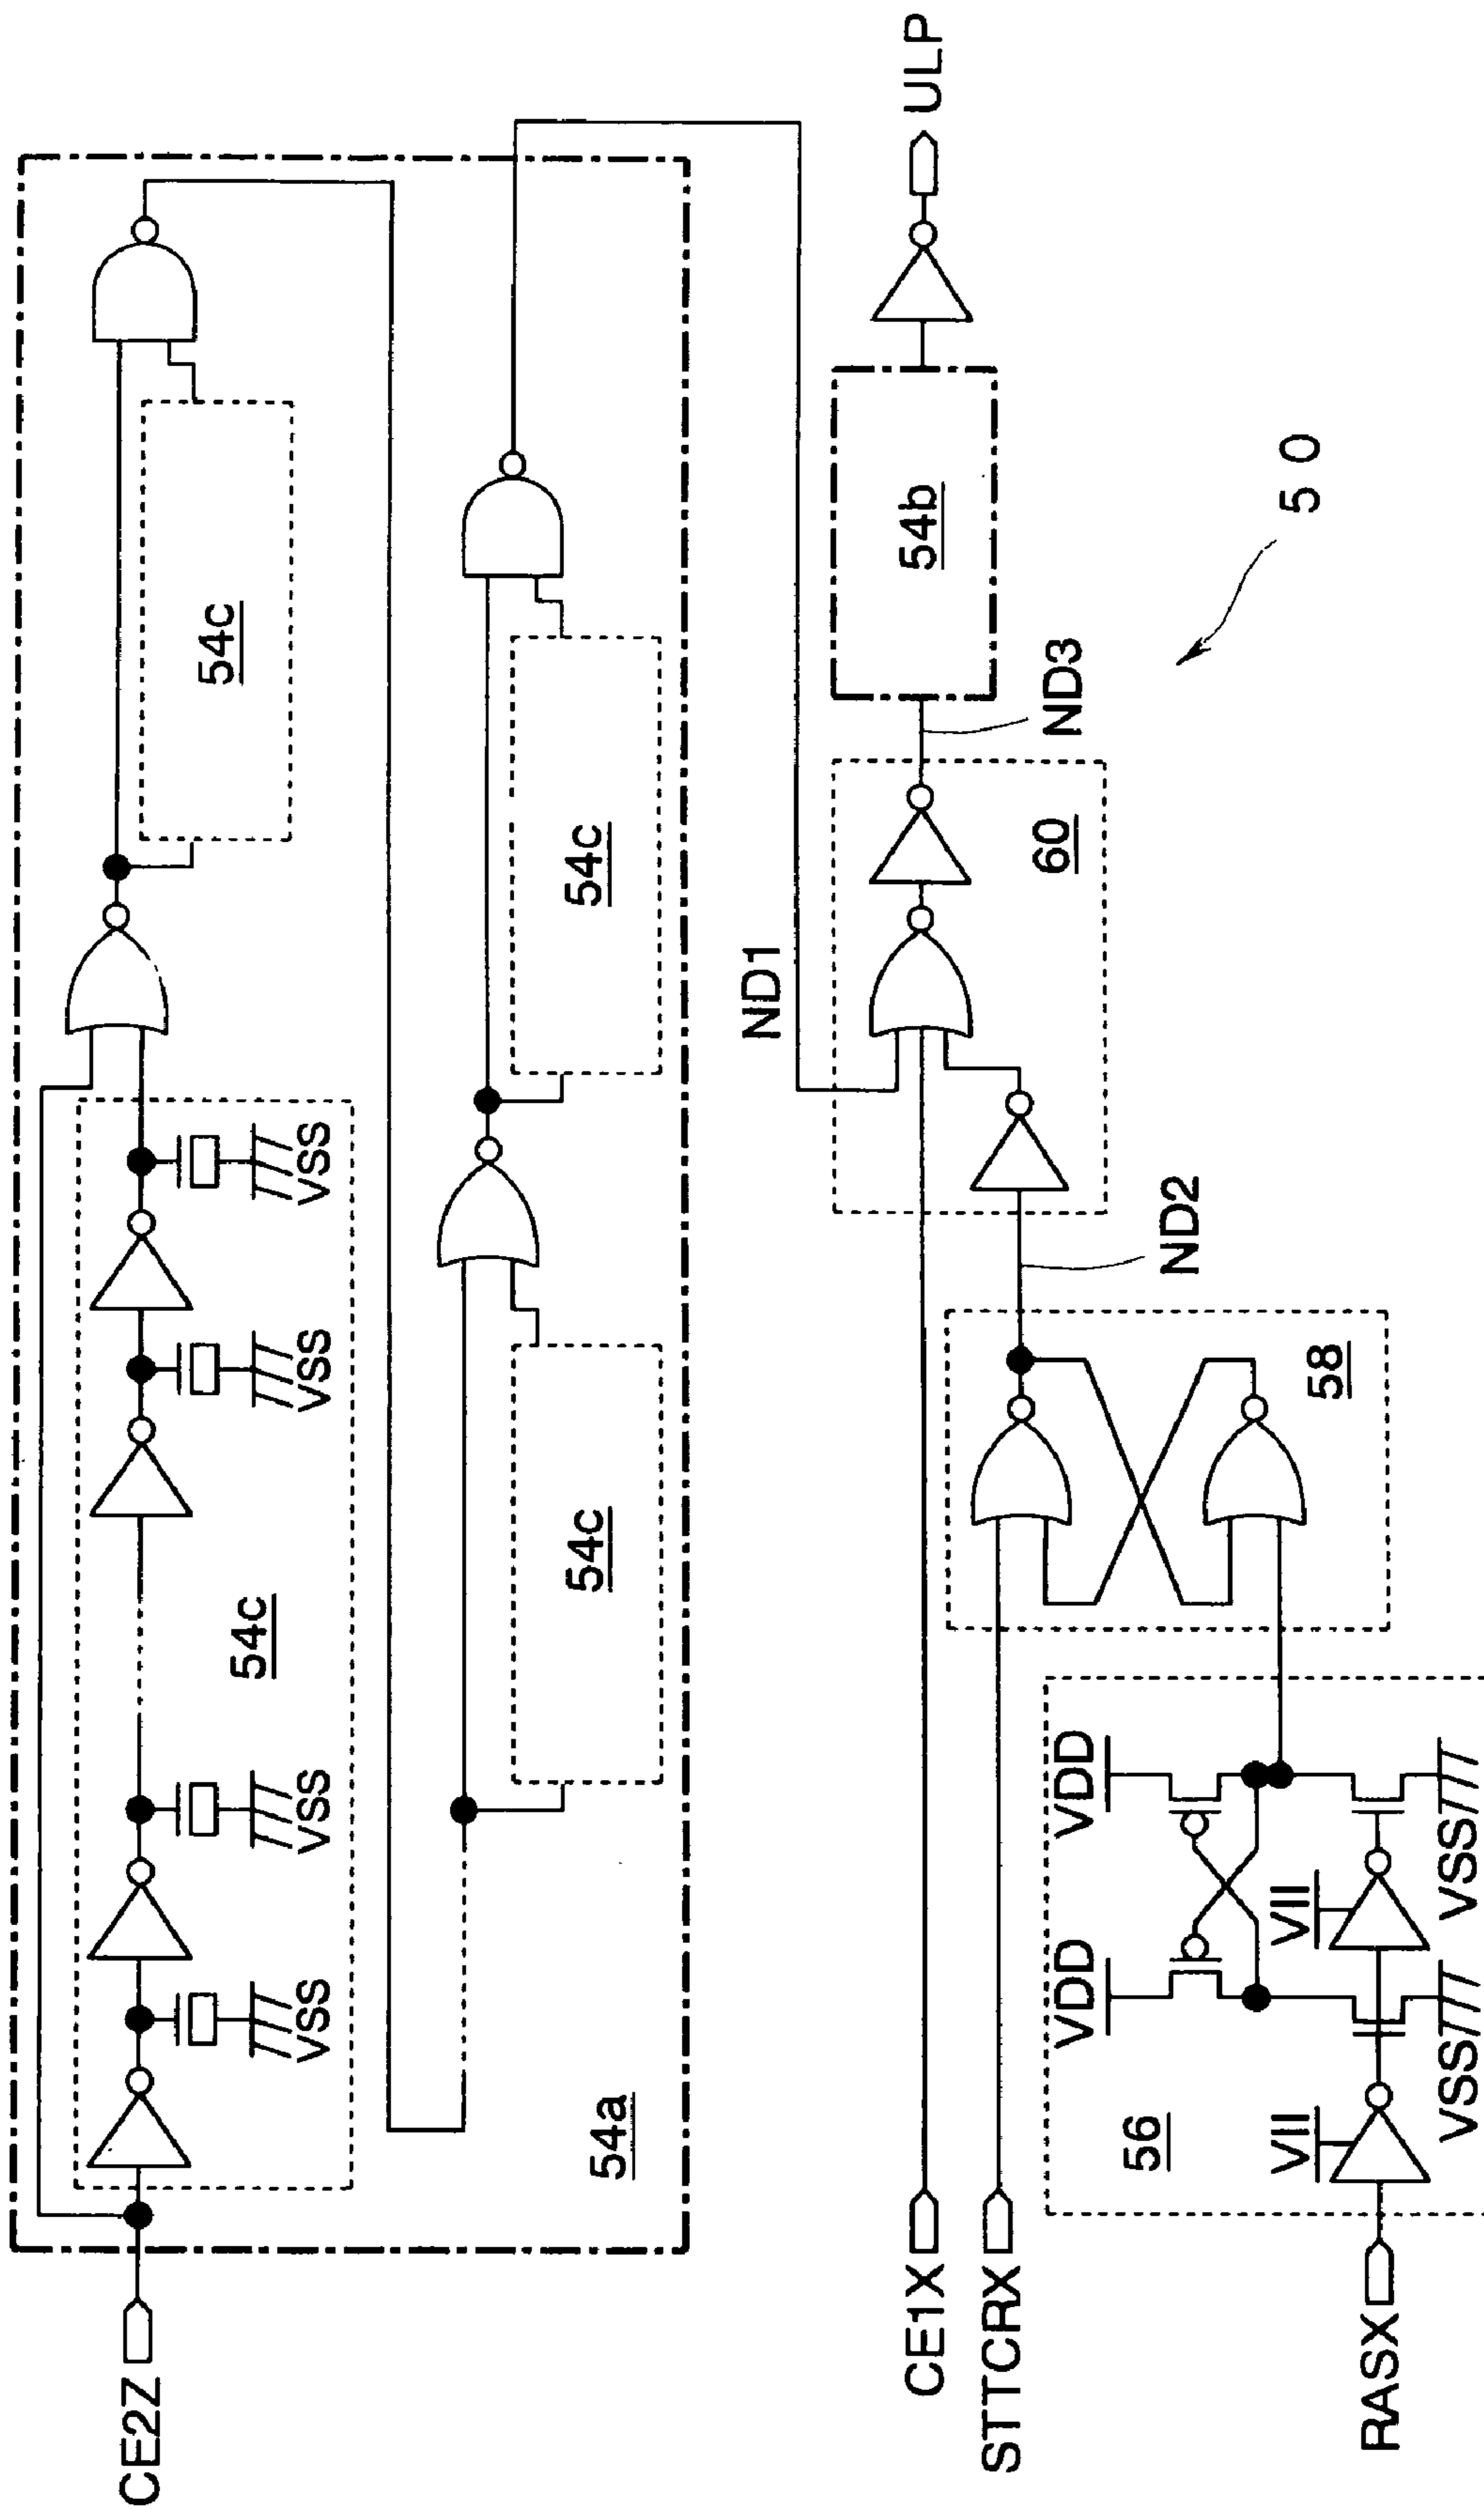 CE2Z
54c
VSS
VSS
VSS
VSS
54c
54a
54c
54c
ND1
CE1X
STTCRX
RASX
56
VII
VII
VDD
VDD
VSS
VSS
58
ND2
60
ND3
54b
ULP
50